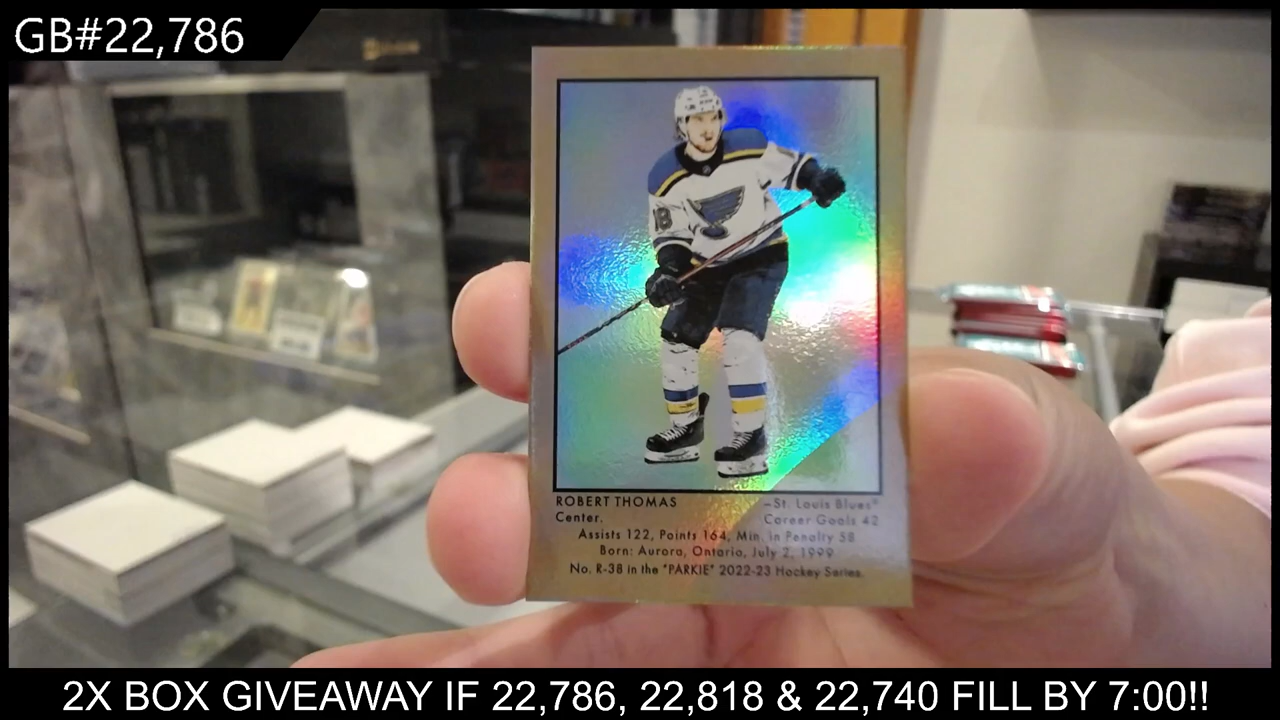 GB#22,786
18
ROBERT THOMAS
Center.
—St. Louis Blues®
Career Goals 42
Assists 122, Points 164, Min. in Penalty 58
Born: Aurora, Ontario, July 2, 1999
No. R-38 in the "PARKIE" 2022-23 Hockey Series.
2X BOX GIVEAWAY IF 22,786, 22,818 & 22,740 FILL BY 7:00!!